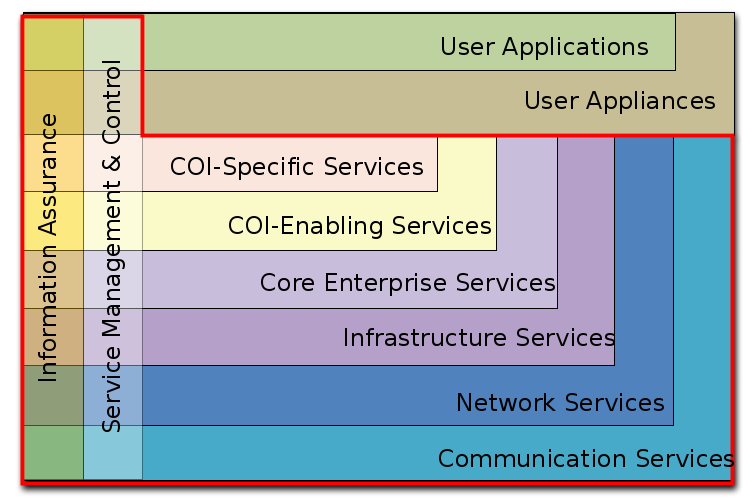 User Applications
User Appliances
COI-Specific Services
COI-Enabling Services
Core Enterprise Services
Infrastructure Services
Network Services
Communication Services
Information Assurance
Service Management & Control